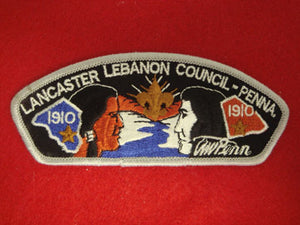 LANCASTER LEBANON COUNCIL - PENNA.
1910
1910
Wm Penn